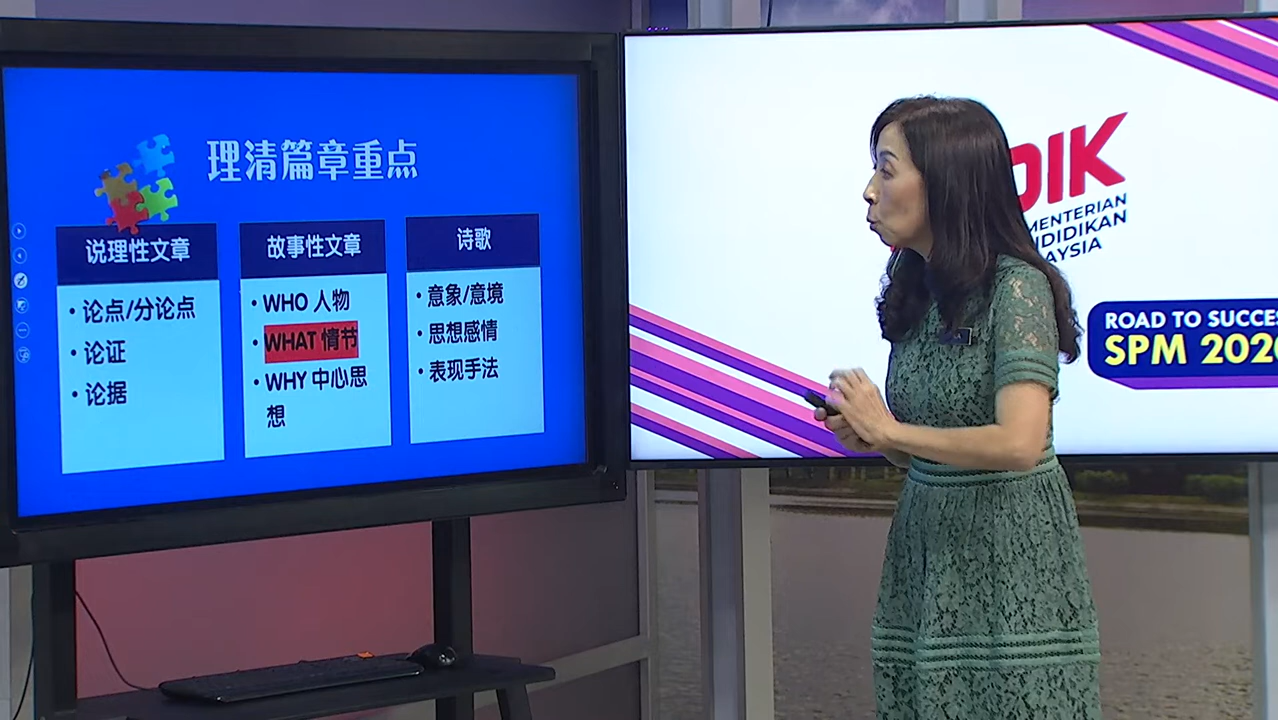 理清篇章重点
说理性文章
• 论点/分论点
• 论证
• 论据
故事性文章
• WHO 人物
• WHAT 情节
• WHY 中心思
想
诗歌
• 意象/意境
• 思想感情
• 表现手法
DIK
MENTERIAN
NDIDIKAN
AYSIA
ROAD TO SUCCES
SPM 202